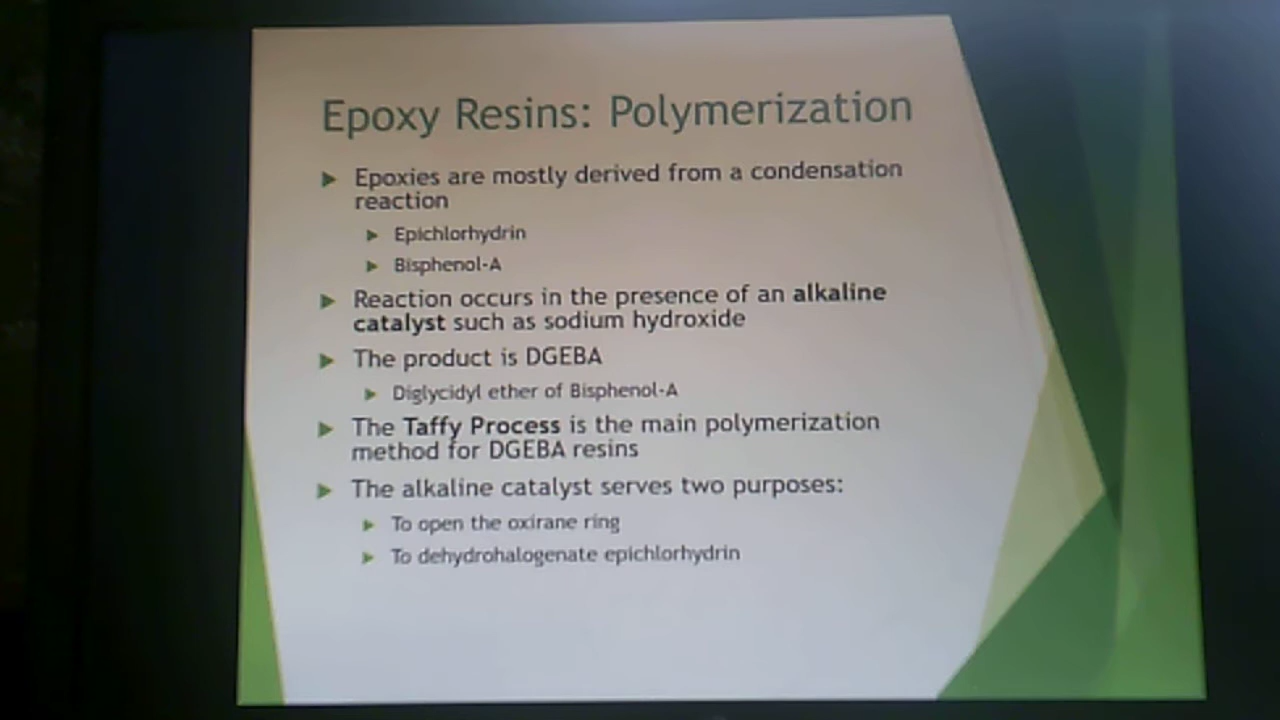 Epoxy Resins: Polymerization
Epoxies are mostly derived from a condensation
reaction
Epichlorhydrin
Bisphenol-A
Reaction occurs in the presence of an alkaline
catalyst such as sodium hydroxide
The product is DGEBA
Diglycidyl ether of Bisphenol-A
The Taffy Process is the main polymerization
method for DGEBA resins
The alkaline catalyst serves two purposes:
To open the oxirane ring
To dehydrohalogenate epichlorhydrin